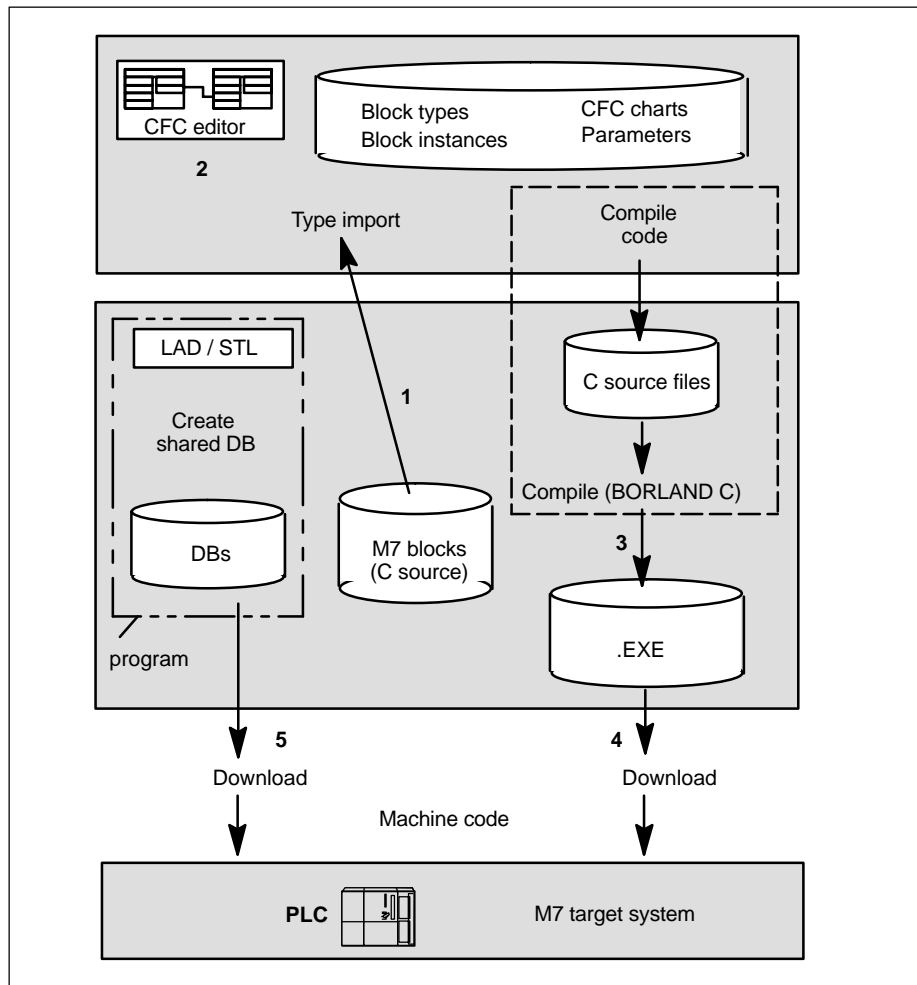 CFC editor
Block types
Block instances
CFC charts
Parameters
2
Type import
Compile
code
LAD / STL
Create
shared DB
DBs
program
1
M7 blocks
(C source)
C source files
Compile (BORLAND C)
3
.EXE
5
4
Download
Download
Machine code
PLC
M7 target system